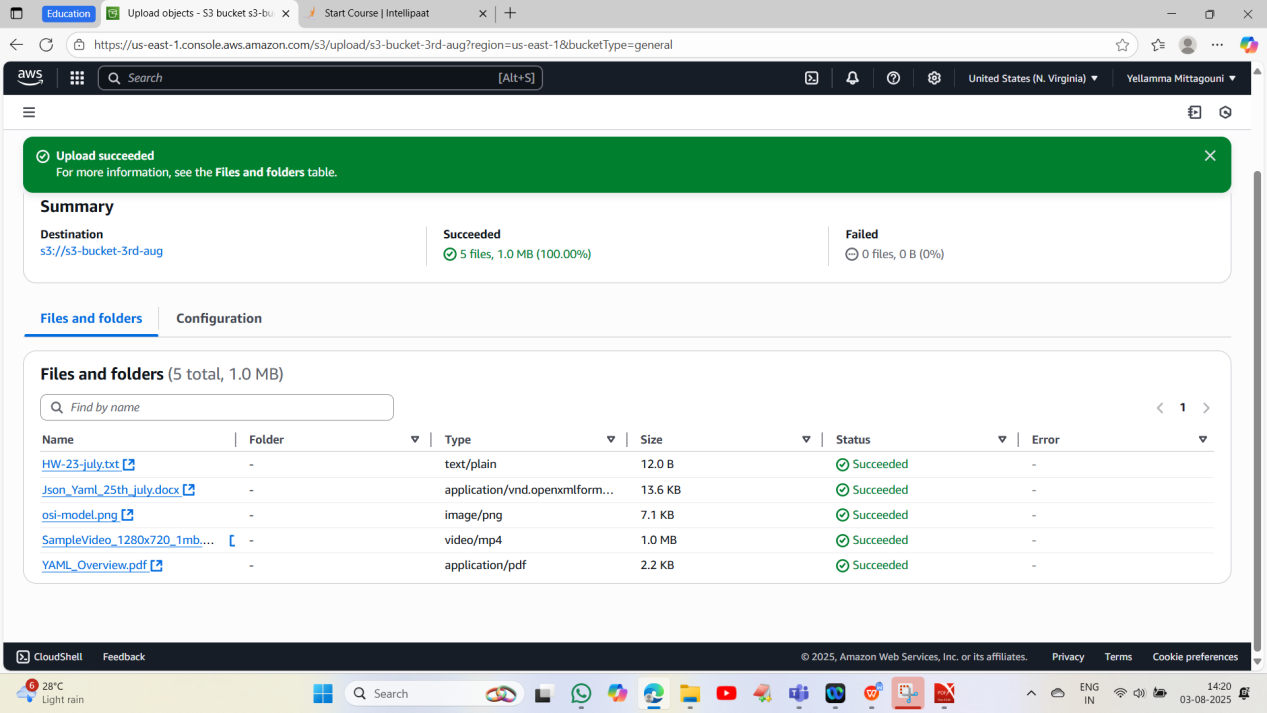 Education
Upload objects - S3 bucket s3-bu
Start Course | Intellipaat
https://us-east-1.console.aws.amazon.com/s3/upload/s3-bucket-3rd-aug?region=us-east-1&bucketType=general
aws
Search
[Alt+S]
United States (N. Virginia)
Yellamma Mittagouni
Upload succeeded
For more information, see the Files and folders table.
Summary
Destination
s3://s3-bucket-3rd-aug
Succeeded
5 files, 1.0 MB (100.00%)
Failed
0 files, 0 B (0%)
Files and folders
Configuration
Files and folders (5 total, 1.0 MB)
Find by name
1
Name Folder Type Size Status Error
HW-23-july.txt - text/plain 12.0 B Succeeded -
Json_Yaml_25th_july.docx - application/vnd.openxmlform... 13.6 KB Succeeded -
osi-model.png - image/png 7.1 KB Succeeded -
SampleVideo_1280x720_1mb.... - video/mp4 1.0 MB Succeeded -
YAML_Overview.pdf - application/pdf 2.2 KB Succeeded -
CloudShell Feedback © 2025, Amazon Web Services, Inc. or its affiliates. Privacy Terms Cookie preferences
6
28°C
Light rain
Search
ENG
IN
14:20
03-08-2025